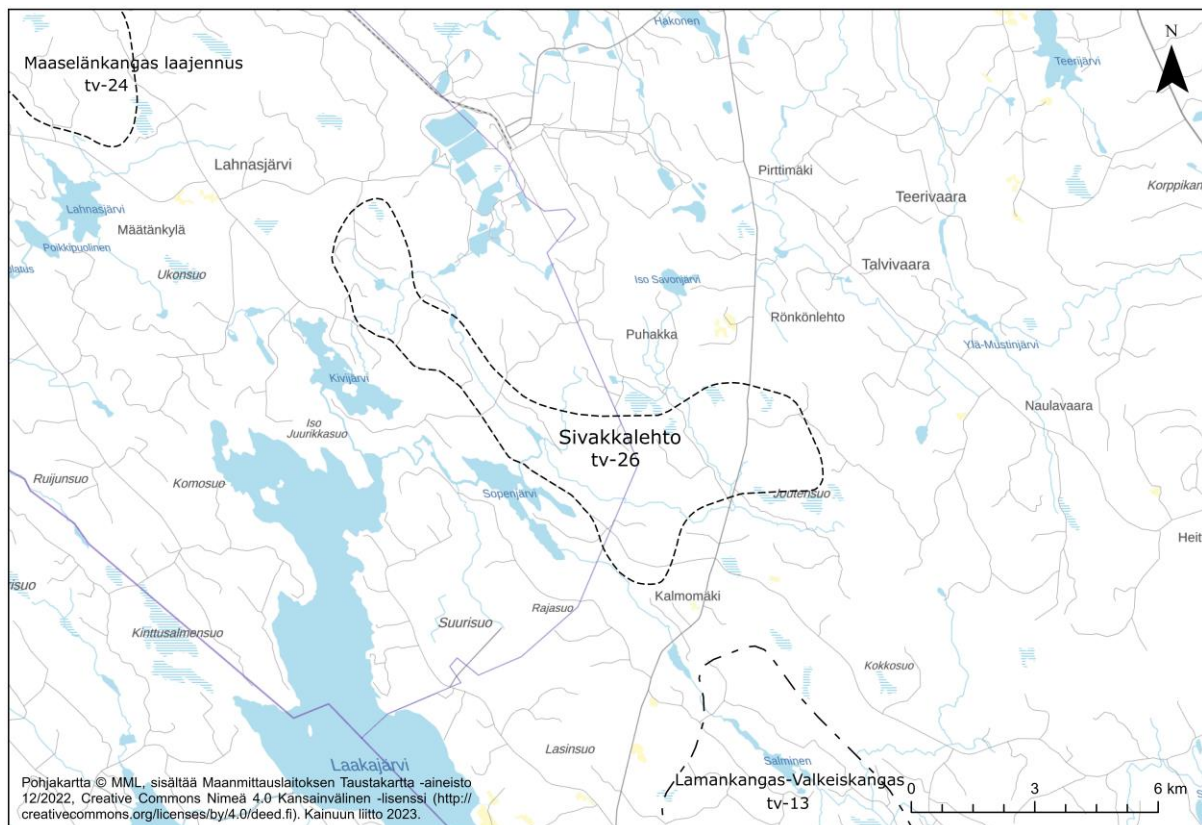 Hakonen
N
Maaselänkangas laajennus
tv-24
Teerijärvi
Lahnasjärvi
Pirttimäki
Korppikan
Teerivaara
Lahnasjärvi
Määtänkylä
Poikkipuolinen
olatus
Ukonsuo
Talvivaara
Iso Savonjärvi
Puhakka
Rönkönlehto
Ylä-Mustinjärvi
Kivijärvi
Naulavaara
Iso
Juurikkasuo
Sivakkalehto
tv-26
Ruijunsuo
Komosuo
Sopenjärvi
Juutensuo
Heit
risuo
Kalmomäki
Rajasuo
Suurisuo
Kinttusalmensuo
Kokkosuo
Lasinsuo
Laakajärvi
Salminen
Lamankangas-Valkeiskangas
tv-13
0 3 6 km
Pohjakartta © MML, sisältää Maanmittauslaitoksen Taustakartta -aineisto
12/2022, Creative Commons Nimeä 4.0 Kansainvälinen -lisenssi (http://
creativecommons.org/licenses/by/4.0/deed.fi). Kainuun liitto 2023.